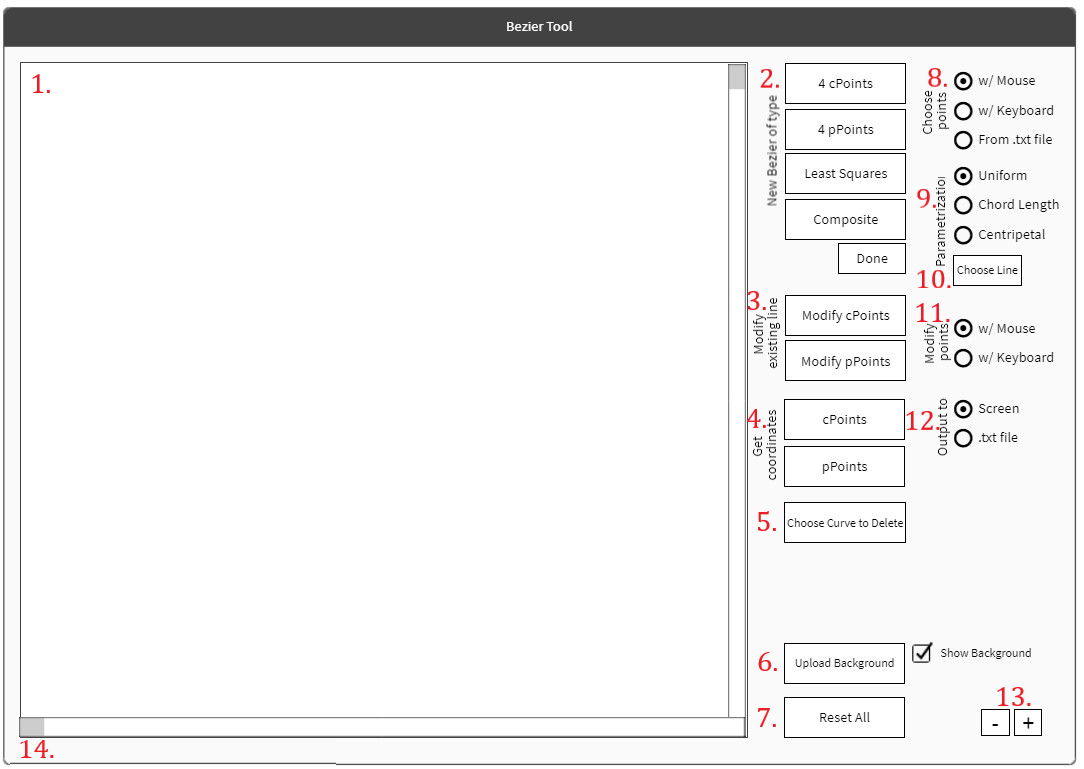 Bezier Tool
1.
2.
New Bezier of type
4 cPoints
4 pPoints
Least Squares
Composite
Done
3.
Modify
existing line
Modify cPoints
Modify pPoints
4.
Get
coordinates
cPoints
pPoints
5.
Choose Curve to Delete
6.
Upload Background
Show Background
7.
Reset All
8.
Choose
points
w/ Mouse
w/ Keyboard
From .txt file
9.
Parametrization
Uniform
Chord Length
Centripetal
10.
Choose Line
11.
Modify
points
w/ Mouse
w/ Keyboard
12.
Output to
Screen
.txt file
13.
- +
14.